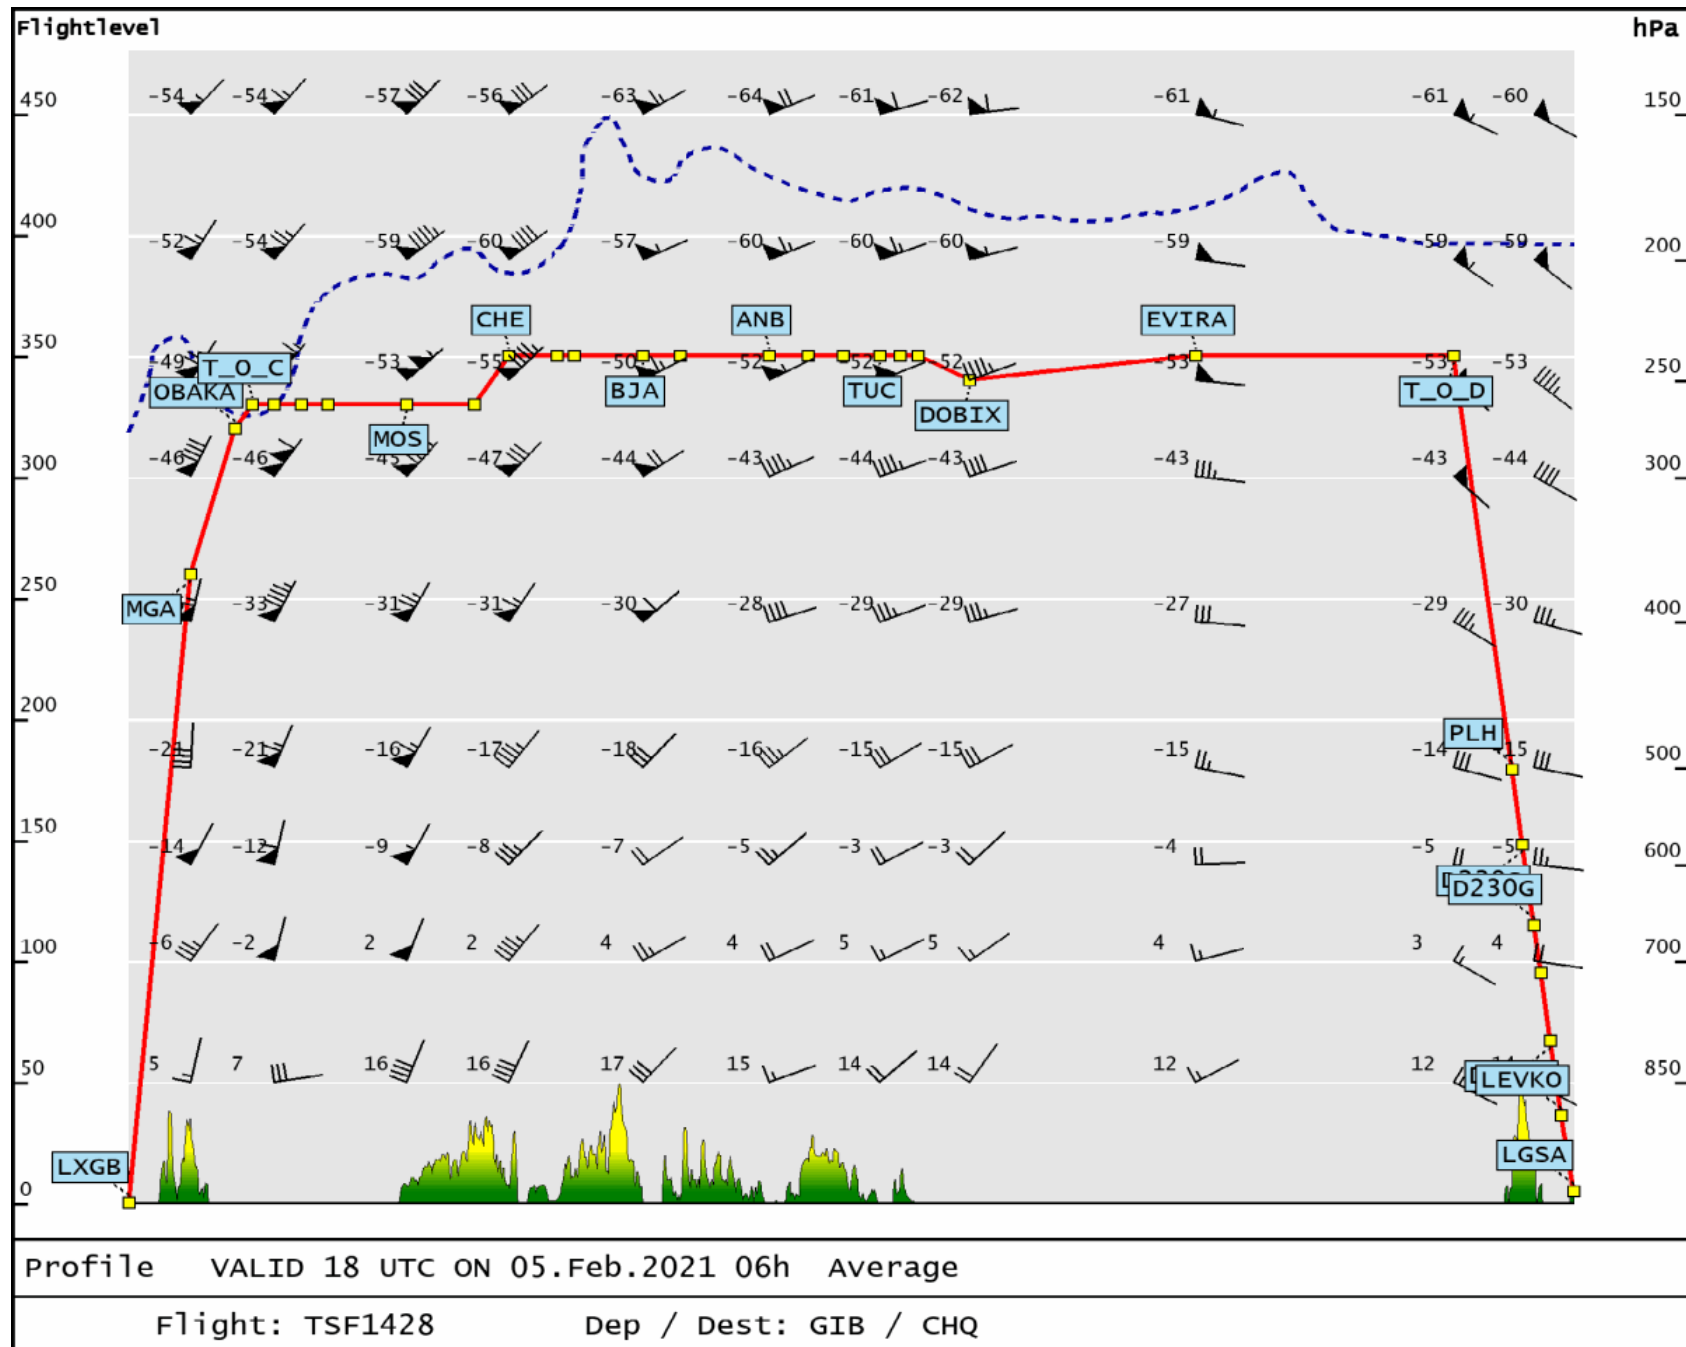 Flightlevel hPa
-54 -54 -57 -56 -63 -64 -61 -62 -61 -61 -60
450 150
400 -52 -54 -59 -60 -57 -60 -60 -60 -59 -59 -59 200
CHE ANB EVIRA
350 -49 T_O_C -53 -55 -50 -52 -52 52 -53 -53 -53 250
OBAKA BJA TUC T_O_D
DOBIX
MOS
300 -46 -46 -45 -47 -44 -43 -44 -43 -43 -43 -44 300
250 -33 -31 -31 -30 -28 -29 -29 -27 -29 -30 400
MGA
200
PLH
-21 -21 -16 -17 -18 -16 -15 -15 -15 -14 15 500
150 -14 -12 -9 -8 -7 -5 -3 -3 -4 -5 -5 600
D230G
100 -6 -2 2 2 4 4 5 5 4 3 4 700
50 5 7 16 16 17 15 14 14 12 12 850
LEVKO
LXGB LGSA
0
Profile VALID 18 UTC ON 05.Feb.2021 06h Average
Flight: TSF1428 Dep / Dest: GIB / CHQ